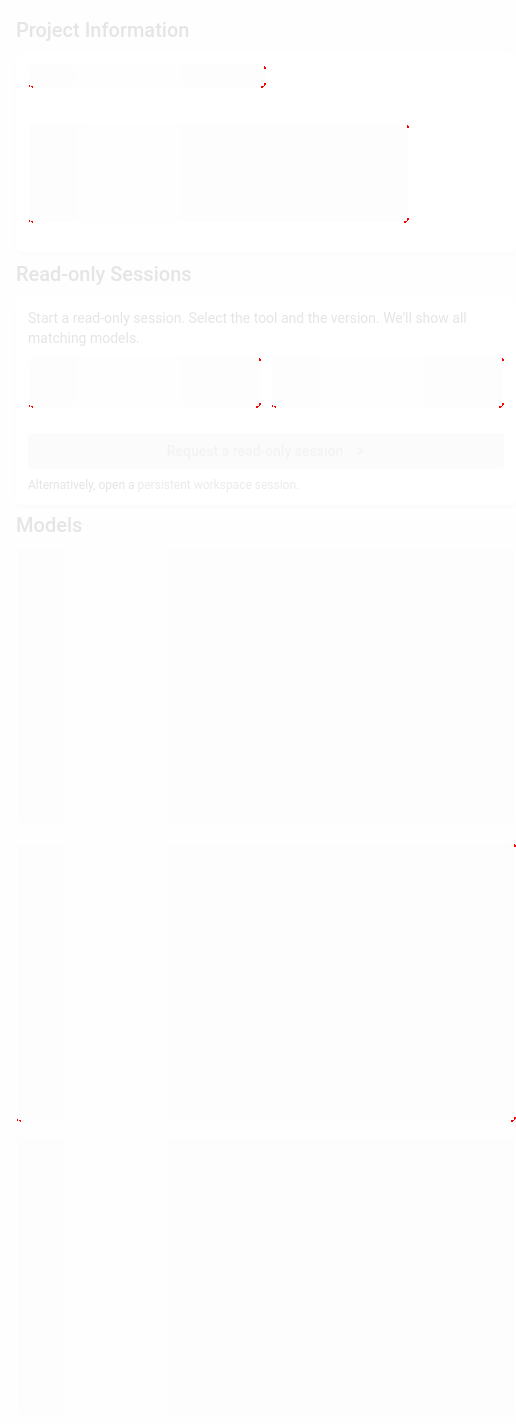 Project Information
Read-only Sessions
Start a read-only session. Select the tool and the version. We'll show all
matching models.
Request a read-only session >
Alternatively, open a persistent workspace session.
Models